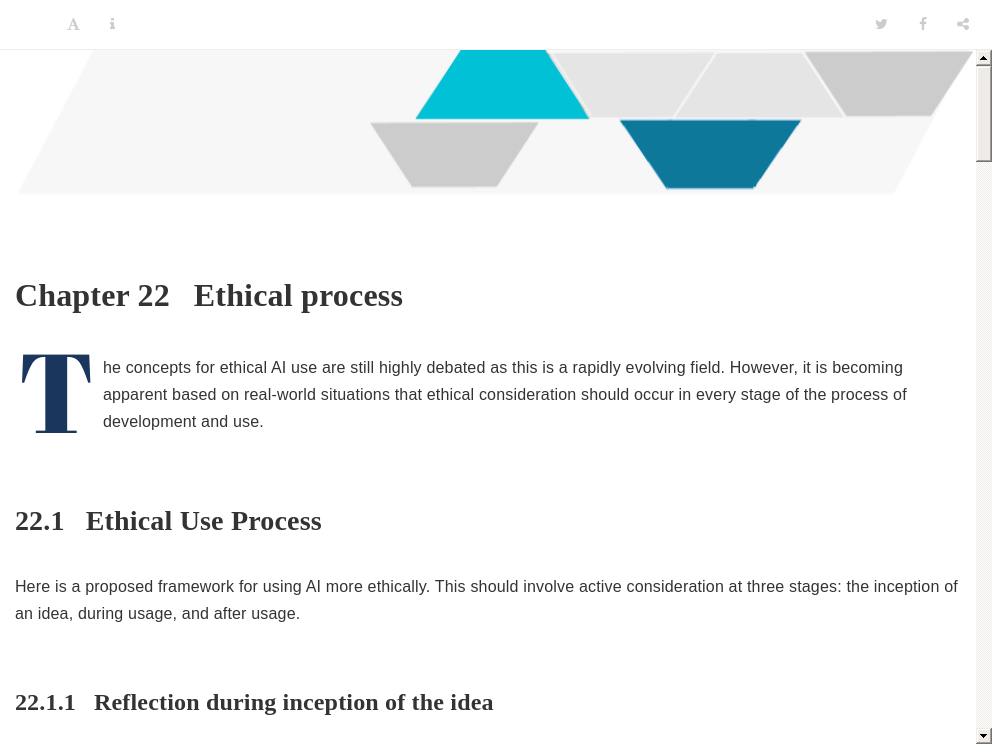 Chapter 22 Ethical process
The concepts for ethical AI use are still highly debated as this is a rapidly evolving field. However, it is becoming
apparent based on real-world situations that ethical consideration should occur in every stage of the process of
development and use.
22.1 Ethical Use Process
Here is a proposed framework for using AI more ethically. This should involve active consideration at three stages: the inception of
an idea, during usage, and after usage.
22.1.1 Reflection during inception of the idea